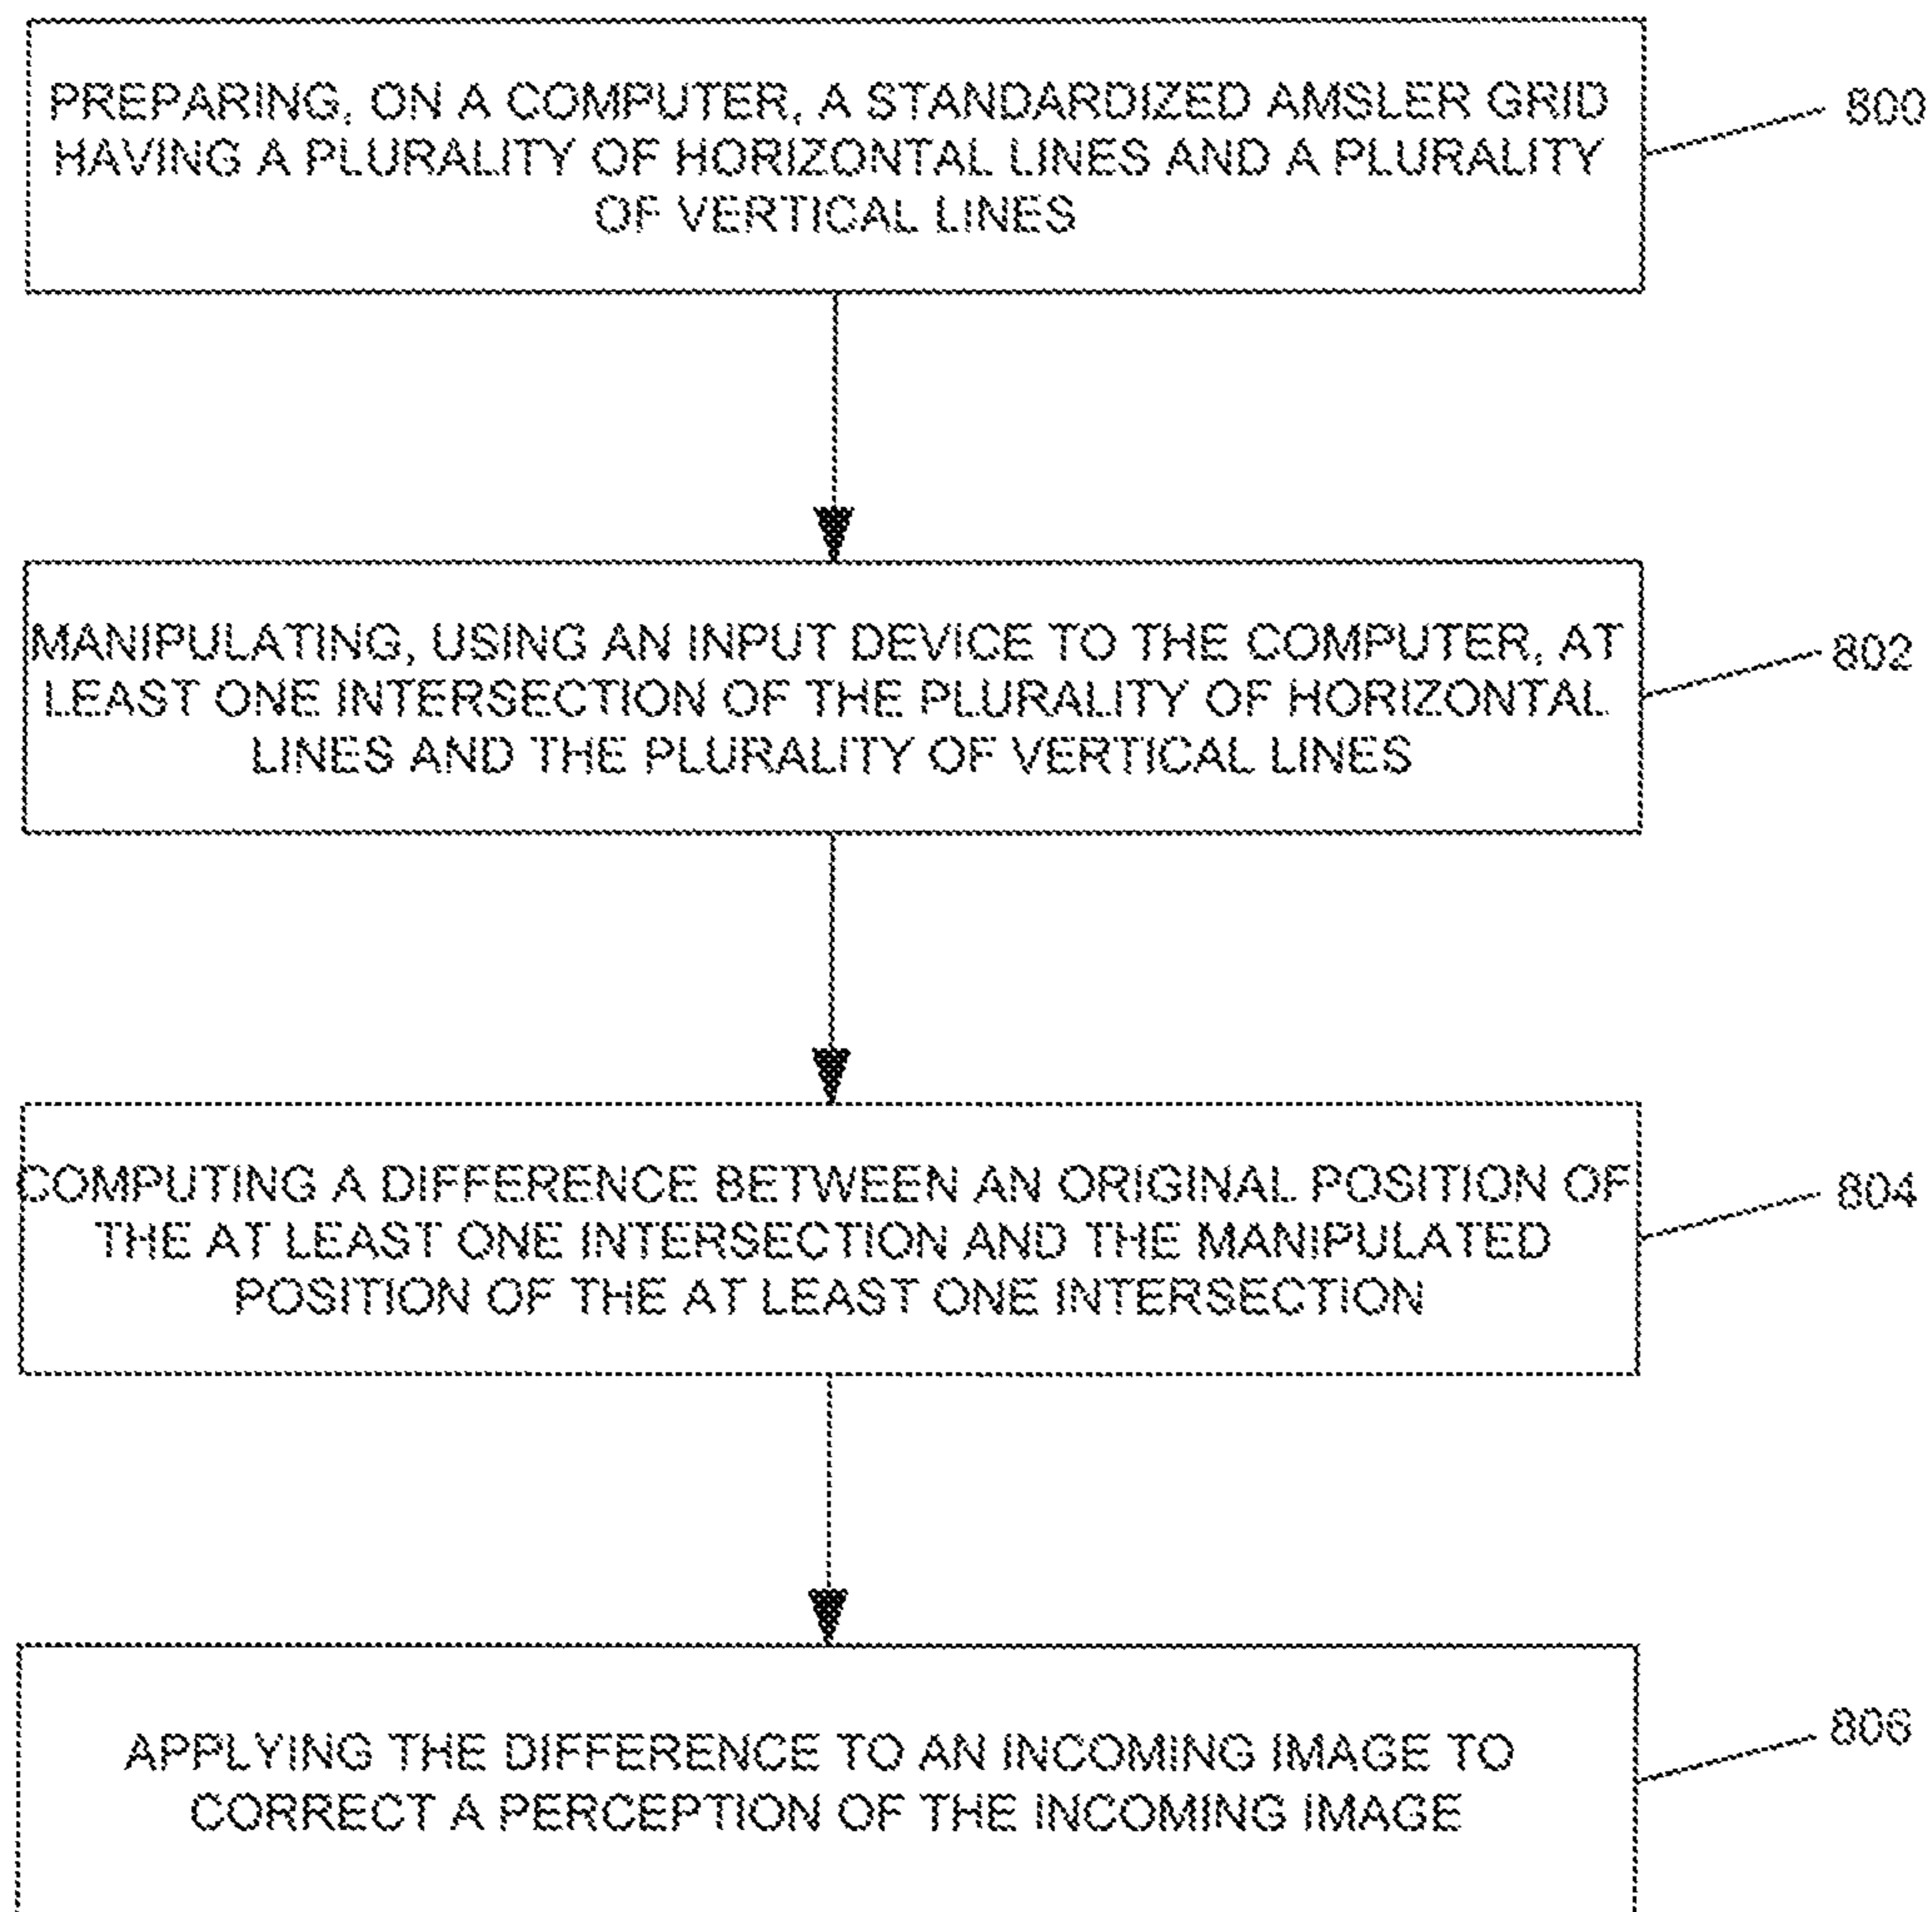 PREPARING, ON A COMPUTER, A STANDARDIZED AMSLER GRID
HAVING A PLURALITY OF HORIZONTAL LINES AND A PLURALITY
OF VERTICAL LINES
800
MANIPULATING, USING AN INPUT DEVICE TO THE COMPUTER, AT
LEAST ONE INTERSECTION OF THE PLURALITY OF HORIZONTAL
LINES AND THE PLURALITY OF VERTICAL LINES
802
COMPUTING A DIFFERENCE BETWEEN AN ORIGINAL POSITION OF
THE AT LEAST ONE INTERSECTION AND THE MANIPULATED
POSITION OF THE AT LEAST ONE INTERSECTION
804
APPLYING THE DIFFERENCE TO AN INCOMING IMAGE TO
CORRECT A PERCEPTION OF THE INCOMING IMAGE
806